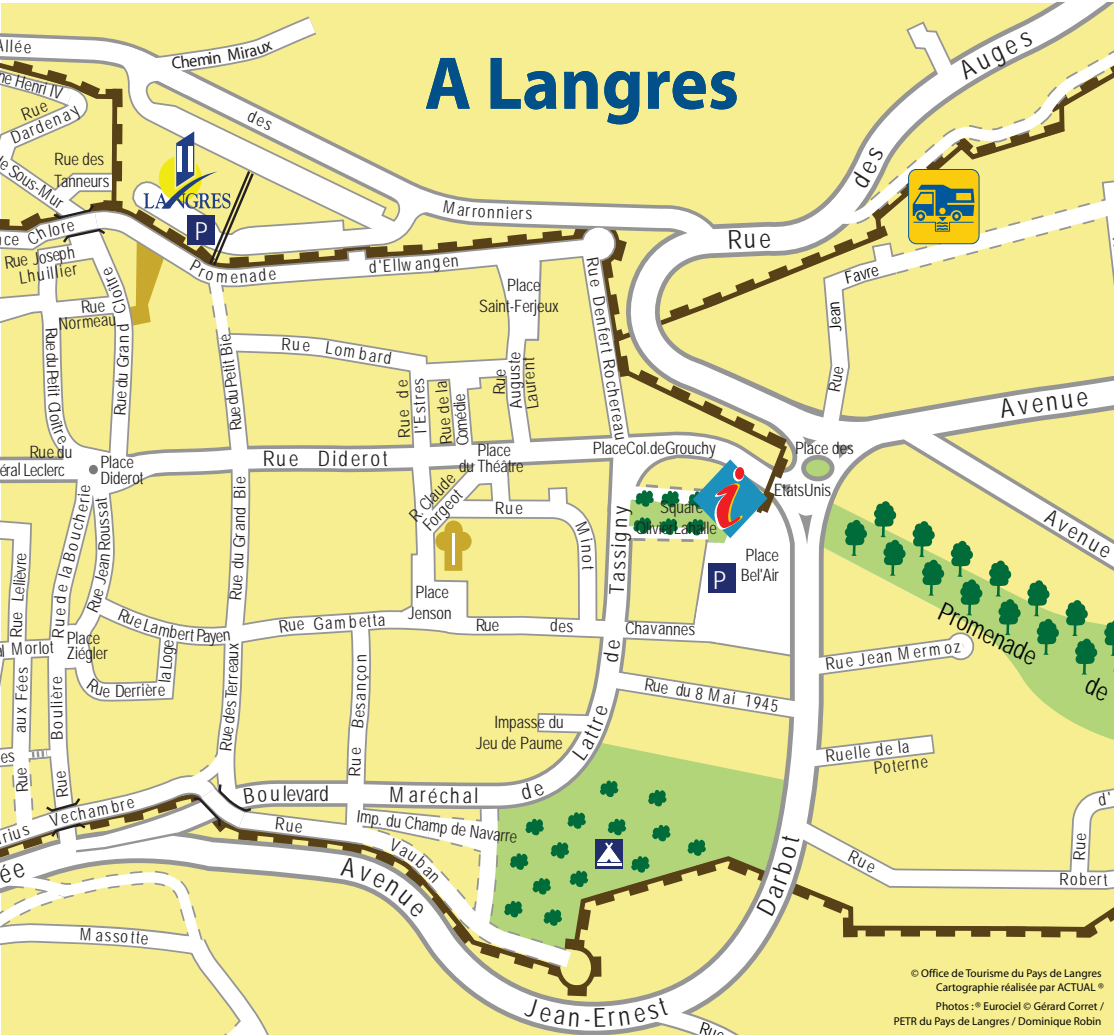 A Langres
Allée
Chemin Miraux
des
Marronniers
Rue
des
Auges
Rue
Dardenay
Rue des
Tanneurs
LANGRES
P
Rue Joseph
Lhuillier
Promenade
d'Ellwangen
Rue
Normeau
Rue du Grand Cloître
Rue du Petit Cloître
Rue du Petit Bie
Place
Saint-Ferjeux
Rue Denfert Rochereau
Rue Jean Favre
Rue Lombard
Rue de
l'Estres
Rue de la
Comédie
Rue
Auguste
Laurent
Avenue
Rue du
éral Leclerc
Place
Diderot
Rue Diderot
Place
du Théâtre
Place Col. de Grouchy
Place des
EtatsUnis
i
R. Claude
Forgeot
Rue
Minot
Square
Olivier Lahalle
Place
Bel'Air
P
Avenue
Rue de la Boucherie
Rue Jean Roussat
Rue du Grand Bie
Tassigny
Place
Jenson
Promenade
de
Rue Lelièvre
Rue Lambert Payen
Rue Gambetta
Rue des Chavannes
al Morlot
Place
Ziégler
la Loge
Rue Derrière
Rue Jean Mermoz
de
Rue du 8 Mai 1945
Rue aux Fées
Rue Boulière
Rue des Terreaux
Rue Besançon
Impasse du
Jeu de Paume
Lattre
Ruelle de la
Poterne
Boulevard
Maréchal
de
Vechambre
Rue
Vauban
Imp. du Champ de Navarre
Avenue
Darbot
Rue
Rue
d'
Robert
Massotte
Jean-Ernest
Rue
© Office de Tourisme du Pays de Langres
Cartographie réalisée par ACTUAL ®
Photos : ® Eurociel © Gérard Corret /
PETR du Pays de Langres / Dominique Robin